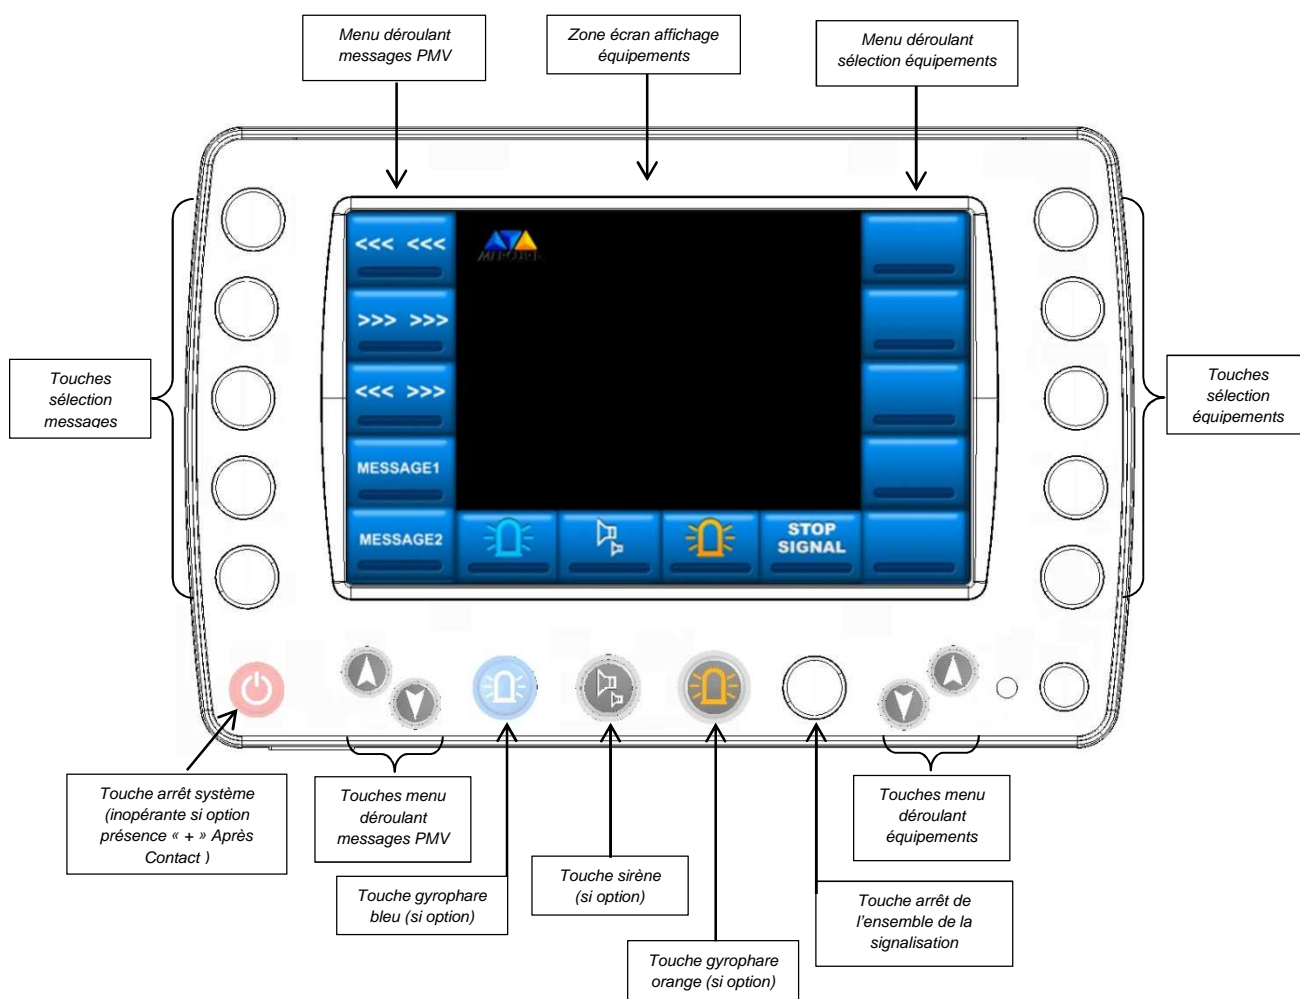 Menu déroulant
messages PMV
Zone écran affichage
équipements
Menu déroulant
sélection équipements
<<< <<<
>>> >>>
<<< >>>
MESSAGE1
MESSAGE2
STOP
SIGNAL
Touches
sélection
messages
Touches
sélection
équipements
Touche arrêt système
(inopérante si option
présence « + » Après
Contact )
Touches menu
déroulant
messages PMV
Touche gyrophare
bleu (si option)
Touche sirène
(si option)
Touche gyrophare
orange (si option)
Touche arrêt de
l'ensemble de la
signalisation
Touches menu
déroulant
équipements